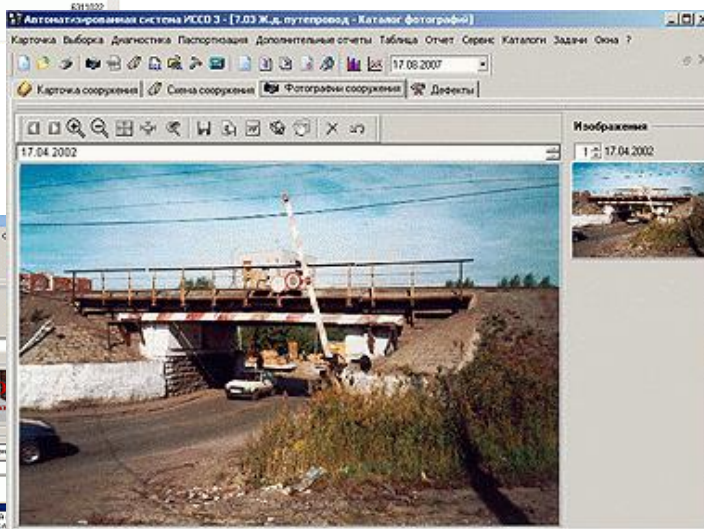 6311022
Автоматизированная система ИССО 3 - [7.03 Ж.д. путепровод - Каталог фотографий]
Карточка Выборка Диагностика Паспортизация Дополнительные отчеты Таблица Отчет Сервис Каталоги Задачи Окна ?
17.08.2007
Карточка сооружения Схема сооружения Фотографии сооружения Дефекты
Изображения
17.04.2002
1 17.04.2002